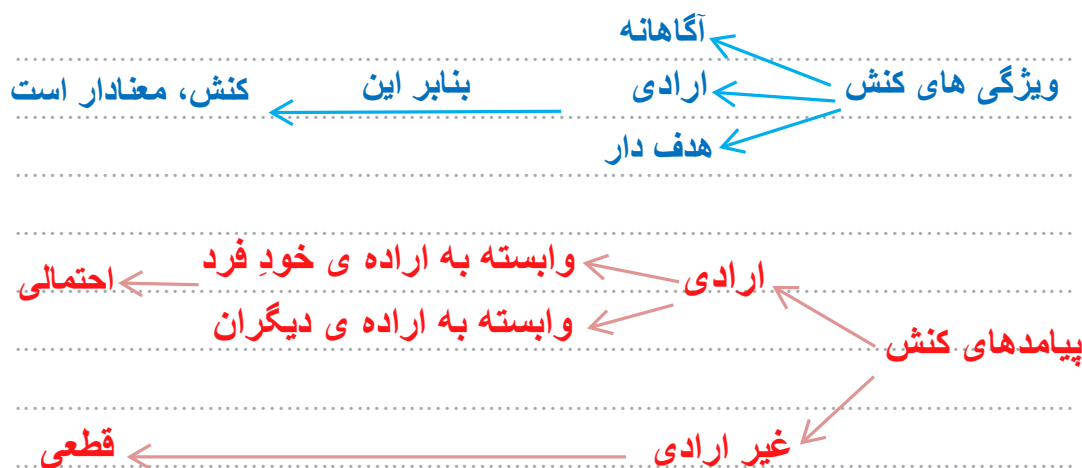 آگاهانه
ویژگی های کنش ارادی بنابر این کنش، معنادار است
هدف دار
وابسته به اراده ی خودِ فرد
ارادی احتمالی
وابسته به اراده ی دیگران
پیامدهای کنش
غیر ارادی قطعی